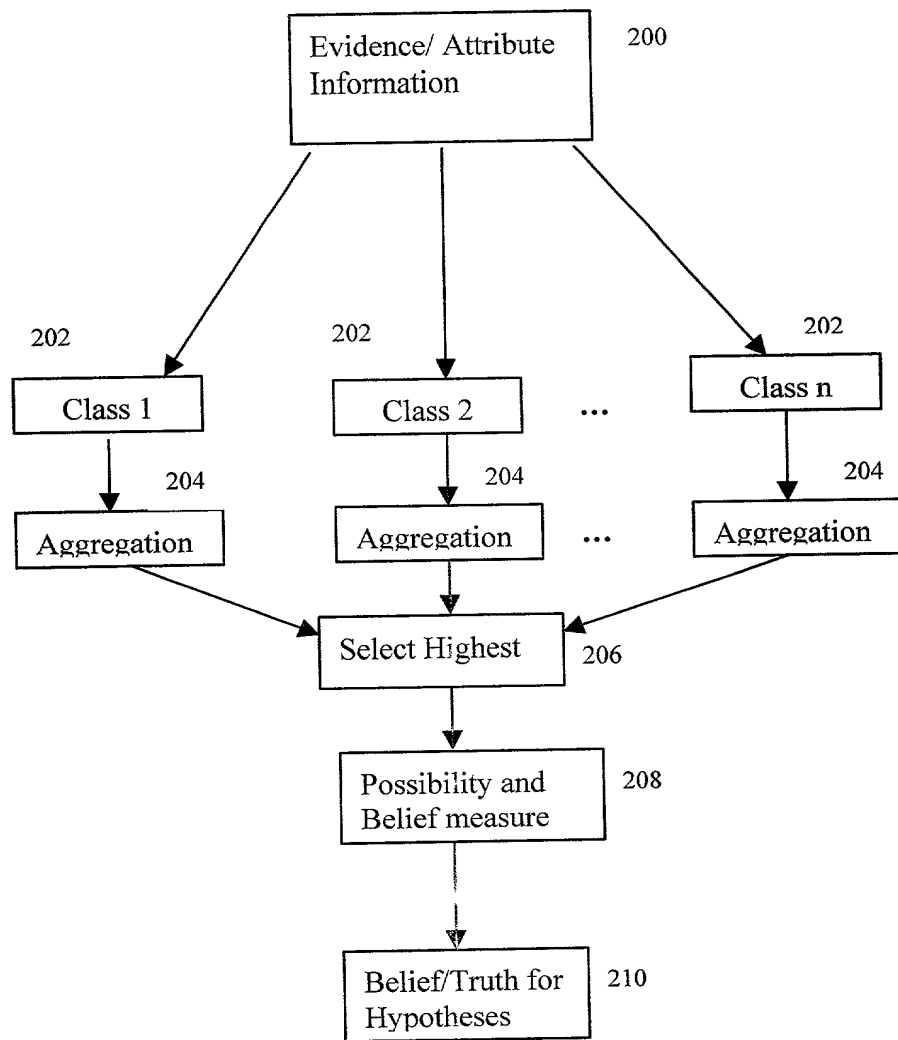 Evidence/ Attribute
Information
200
202
202
202
Class 1
Class 2
...
Class n
204
204
204
Aggregation
Aggregation
...
Aggregation
Select Highest
206
Possibility and
Belief measure
208
Belief/Truth for
Hypotheses
210